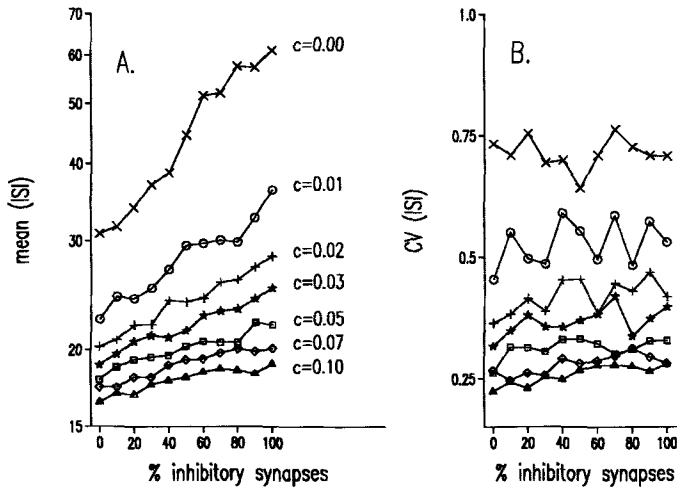 A.
70
60
50
40
30
20
15
mean (ISI)
c=0.00
c=0.01
c=0.02
c=0.03
c=0.05
c=0.07
c=0.10
0 20 40 60 80 100
% inhibitory synapses
B.
1.0
0.75
0.5
0.25
CV (ISI)
0 20 40 60 80 100
% inhibitory synapses